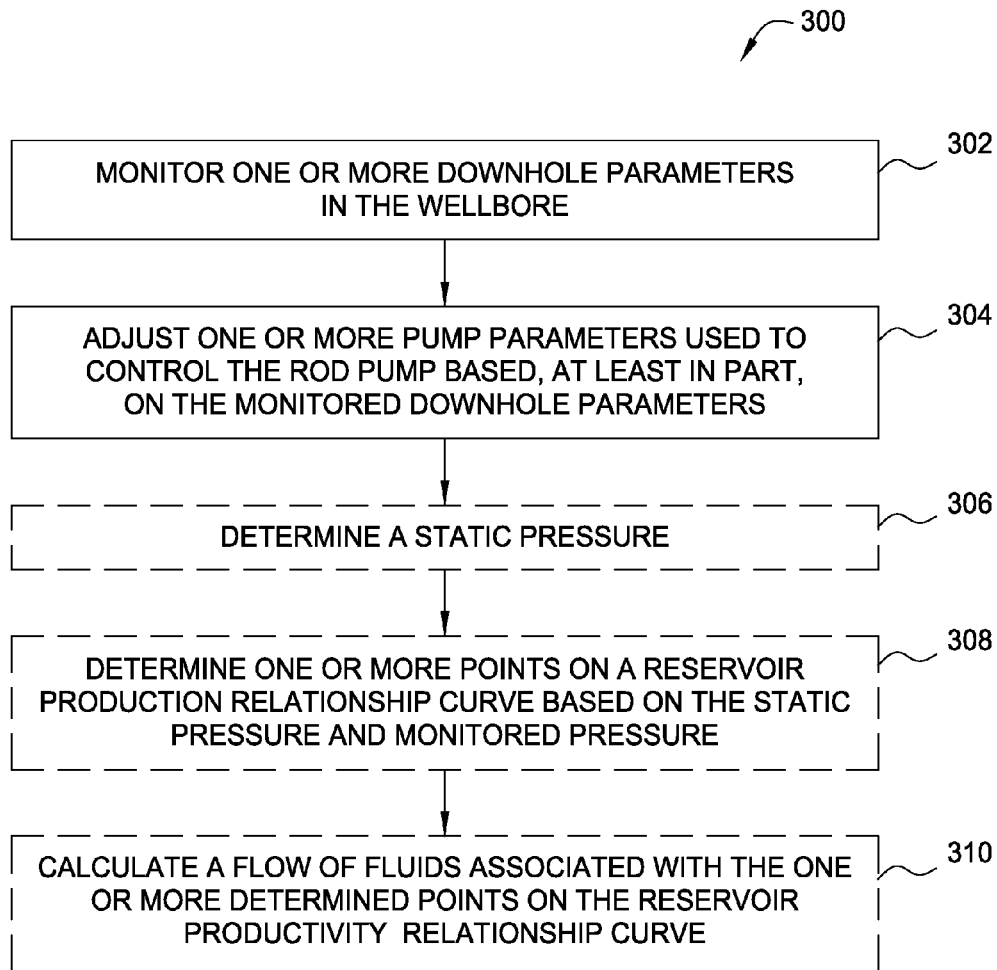 300
302
MONITOR ONE OR MORE DOWNHOLE PARAMETERS
IN THE WELLBORE
304
ADJUST ONE OR MORE PUMP PARAMETERS USED TO
CONTROL THE ROD PUMP BASED, AT LEAST IN PART,
ON THE MONITORED DOWNHOLE PARAMETERS
306
DETERMINE A STATIC PRESSURE
308
DETERMINE ONE OR MORE POINTS ON A RESERVOIR
PRODUCTION RELATIONSHIP CURVE BASED ON THE STATIC
PRESSURE AND MONITORED PRESSURE
310
CALCULATE A FLOW OF FLUIDS ASSOCIATED WITH THE ONE
OR MORE DETERMINED POINTS ON THE RESERVOIR
PRODUCTIVITY RELATIONSHIP CURVE